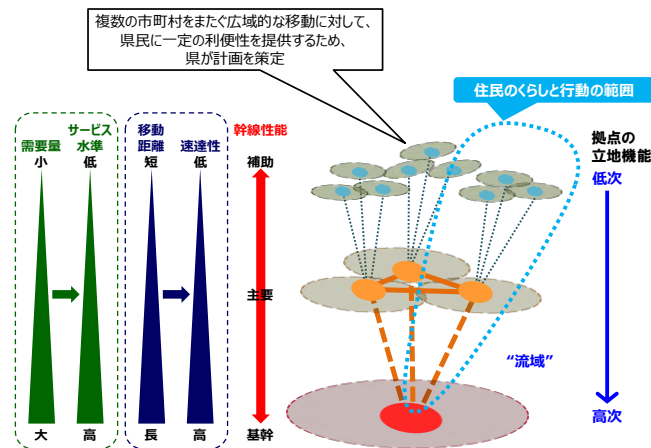 複数の市町村をまたぐ広域的な移動に対して、
県民に一定の利便性を提供するため、
県が計画を策定
住民のくらしと行動の範囲
需要量
小
サービス
水準
低
移動
距離
短
速達性
低
幹線性能
補助
拠点の
立地機能
低次
主要
“流域”
大
高
長
高
基幹
高次